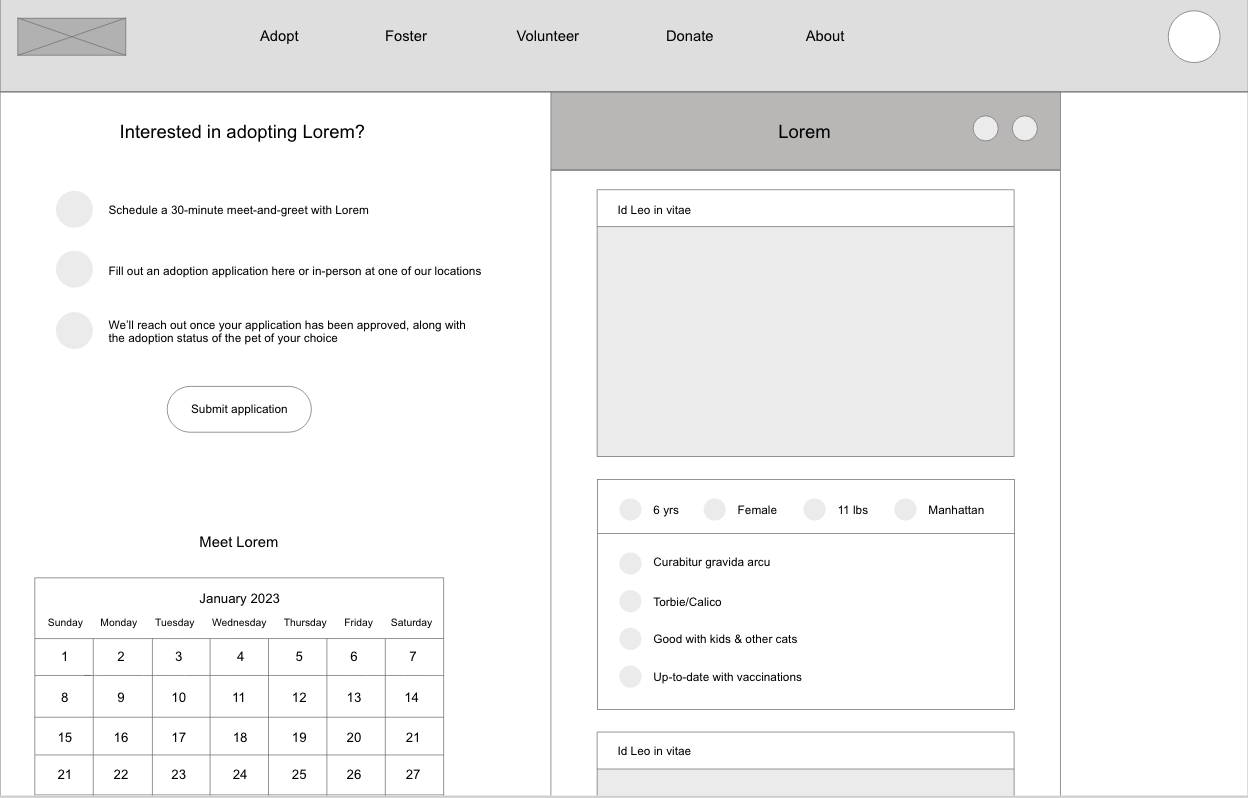 Adopt Foster Volunteer Donate About
Interested in adopting Lorem?
Schedule a 30-minute meet-and-greet with Lorem
Fill out an adoption application here or in-person at one of our locations
We'll reach out once your application has been approved, along with
the adoption status of the pet of your choice
Submit application
Meet Lorem
January 2023
Sunday Monday Tuesday Wednesday Thursday Friday Saturday
1 2 3 4 5 6 7
8 9 10 11 12 13 14
15 16 17 18 19 20 21
21 22 23 24 25 26 27
Lorem
Id Leo in vitae
6 yrs Female 11 lbs Manhattan
Curabitur gravida arcu
Torbie/Calico
Good with kids & other cats
Up-to-date with vaccinations
Id Leo in vitae